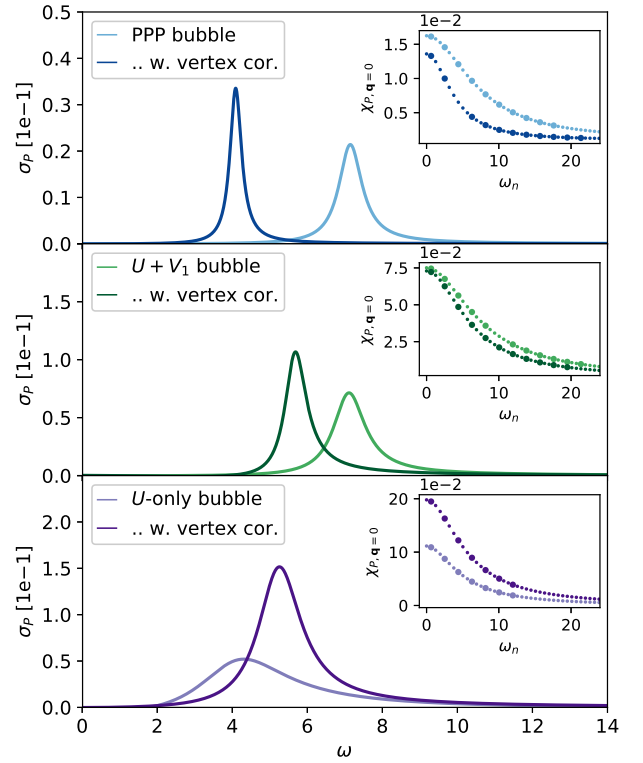 0.5
0.4
0.3
0.2
0.1
0.0
σ_P [1e−1]
PPP bubble
.. w. vertex cor.
1e−2
1.5
1.0
0.5
χ_{P, q=0}
0
10
20
ω_n
1.5
1.0
0.5
0.0
σ_P [1e−1]
U + V_1 bubble
.. w. vertex cor.
1e−2
7.5
5.0
2.5
χ_{P, q=0}
0
10
20
ω_n
2.0
1.5
1.0
0.5
0.0
σ_P [1e−1]
U-only bubble
.. w. vertex cor.
1e−2
20
10
0
χ_{P, q=0}
0
10
20
ω_n
0 2 4 6 8 10 12 14
ω